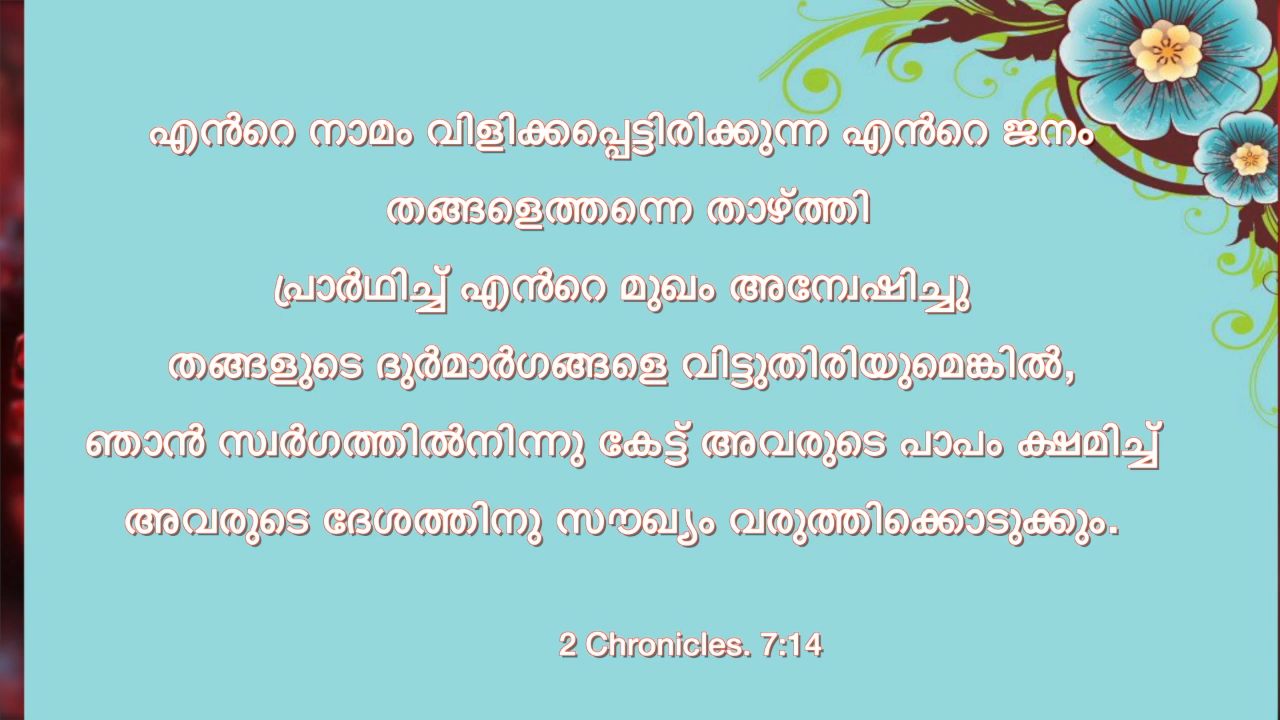 എൻറെ നാമം വിളിക്കപ്പെട്ടിരിക്കുന്ന എൻറെ ജനം
തങ്ങളെത്തന്നെ താഴ്ത്തി
പ്രാർഥിച്ച് എൻറെ മുഖം അന്വേഷിച്ചു
തങ്ങളുടെ ദുർമാർഗങ്ങളെ വിട്ടുതിരിയുമെങ്കിൽ,
ഞാൻ സ്വർഗത്തിൽനിന്നു കേട്ട് അവരുടെ പാപം ക്ഷമിച്ച്
അവരുടെ ദേശത്തിനു സൗഖ്യം വരുത്തിക്കൊടുക്കും.
2 Chronicles. 7:14